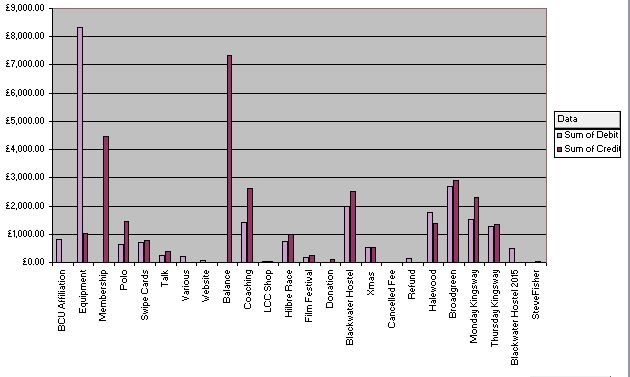 £9,000.00
£8,000.00
£7,000.00
£6,000.00
£5,000.00
£4,000.00
£3,000.00
£2,000.00
£1,000.00
£0.00
BCU Affiliation
Equipment
Membership
Polo
Swipe Cards
Talk
Various
Website
Balance
Coaching
LCC Shop
Hilbre Race
Film Festival
Donation
Blackwater Hostel
Xmas
Cancelled Fee
Refund
Halewood
Broadgreen
Monday Kingsway
Thursday Kingsway
Blackwater Hostel 2015
SteveFisher
Data
Sum of Debit
Sum of Credit